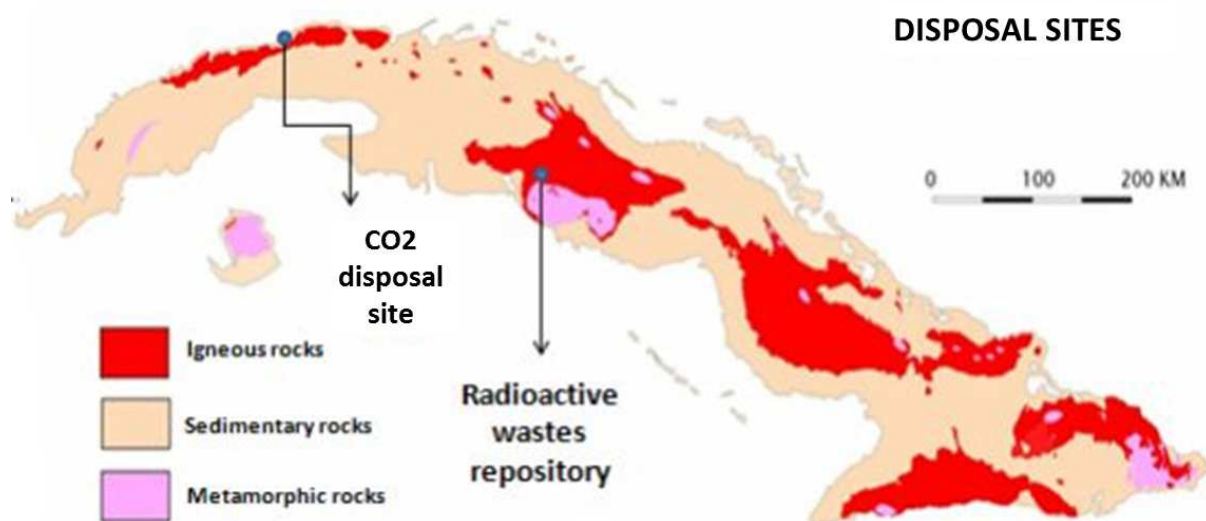 DISPOSAL SITES
0 100 200 KM
CO2
disposal
site
Igneous rocks
Sedimentary rocks
Metamorphic rocks
Radioactive
wastes
repository